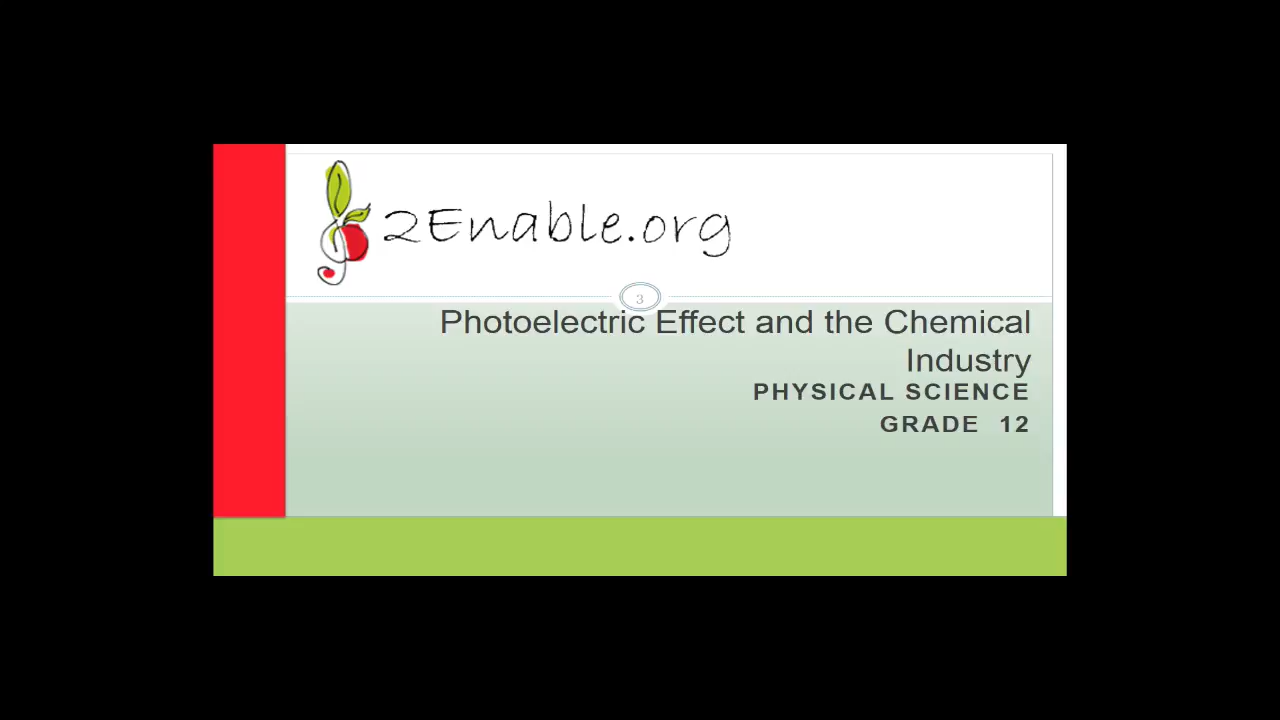 2Enable.org
3
Photoelectric Effect and the Chemical
Industry
PHYSICAL SCIENCE
GRADE 12